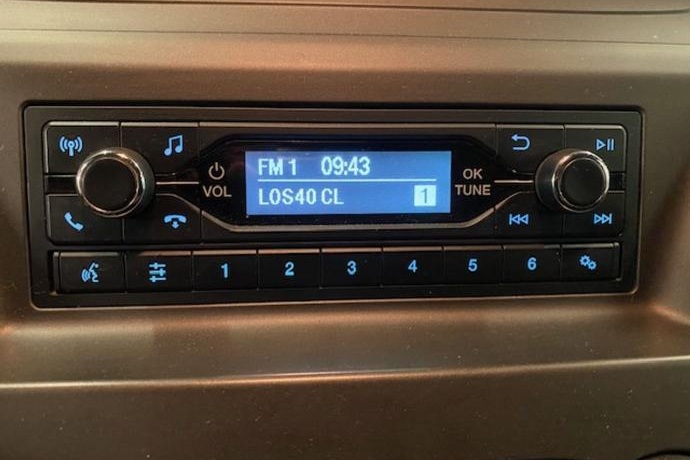 FM 1 09:43
LOS40 CL 1
VOL
OK
TUNE
1 2 3 4 5 6